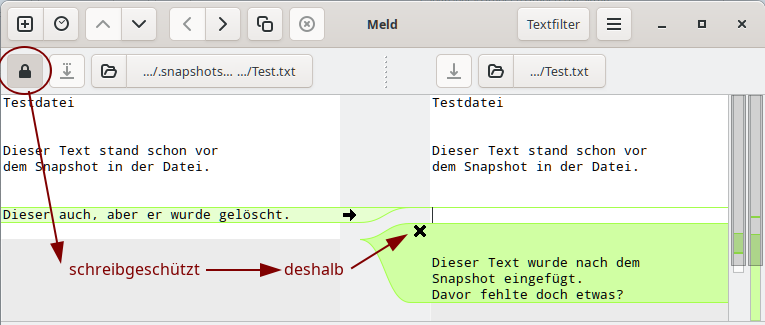 Meld
Textfilter
.../.snapshots... .../Test.txt
.../Test.txt
Testdatei
Dieser Text stand schon vor
dem Snapshot in der Datei.
Dieser auch, aber er wurde gelöscht.
Testdatei
Dieser Text stand schon vor
dem Snapshot in der Datei.
Dieser Text wurde nach dem
Snapshot eingefügt.
Davor fehlte doch etwas?
schreibgeschützt
deshalb